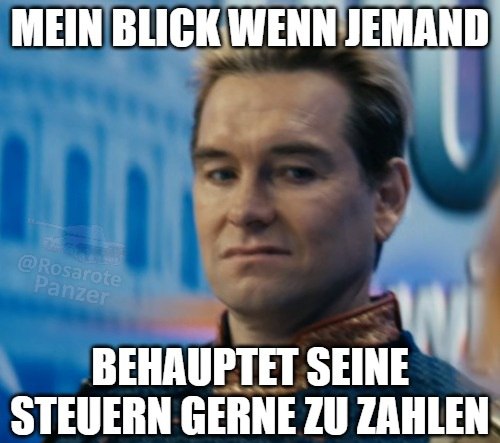 MEIN BLICK WENN JEMAND
@Rosarote
Panzer
BEHAUPTET SEINE
STEUERN GERNE ZU ZAHLEN